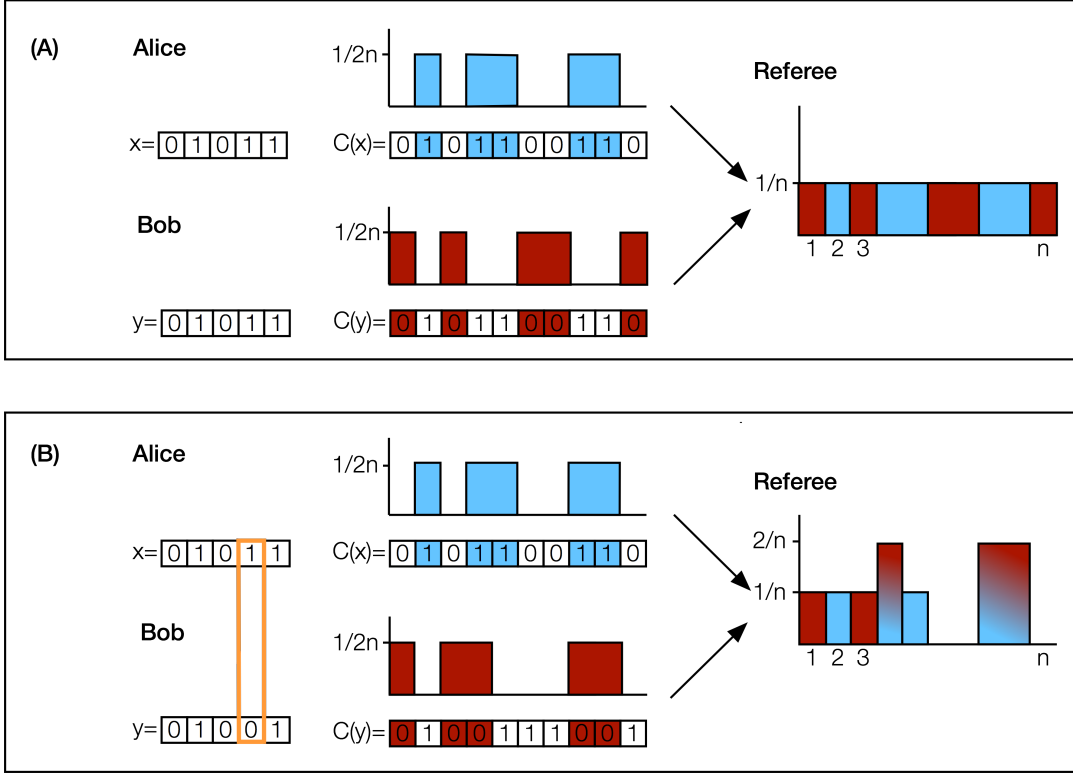 (A)
Alice
1/2n
x= 0 1 0 1 1
C(x)= 0 1 0 1 1 0 0 1 1 0
Bob
1/2n
y= 0 1 0 1 1
C(y)= 0 1 0 1 1 0 0 1 1 0
Referee
1/n
1 2 3 n
(B)
Alice
1/2n
x= 0 1 0 1 1
C(x)= 0 1 0 1 1 0 0 1 1 0
Bob
1/2n
y= 0 1 0 0 1
C(y)= 0 1 0 0 1 1 1 0 0 1
Referee
2/n
1/n
1 2 3 n